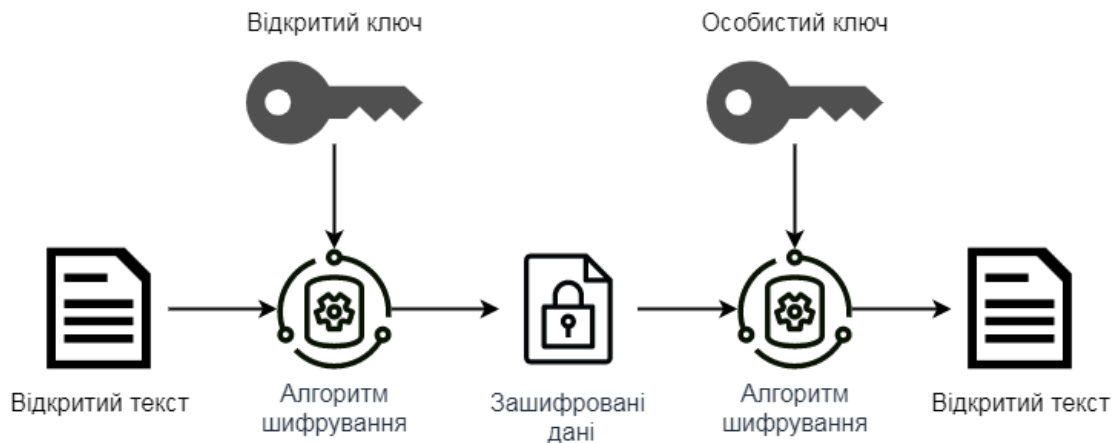 Відкритий ключ
Особистий ключ
Відкритий текст
Алгоритм
шифрування
Зашифровані
дані
Алгоритм
шифрування
Відкритий текст